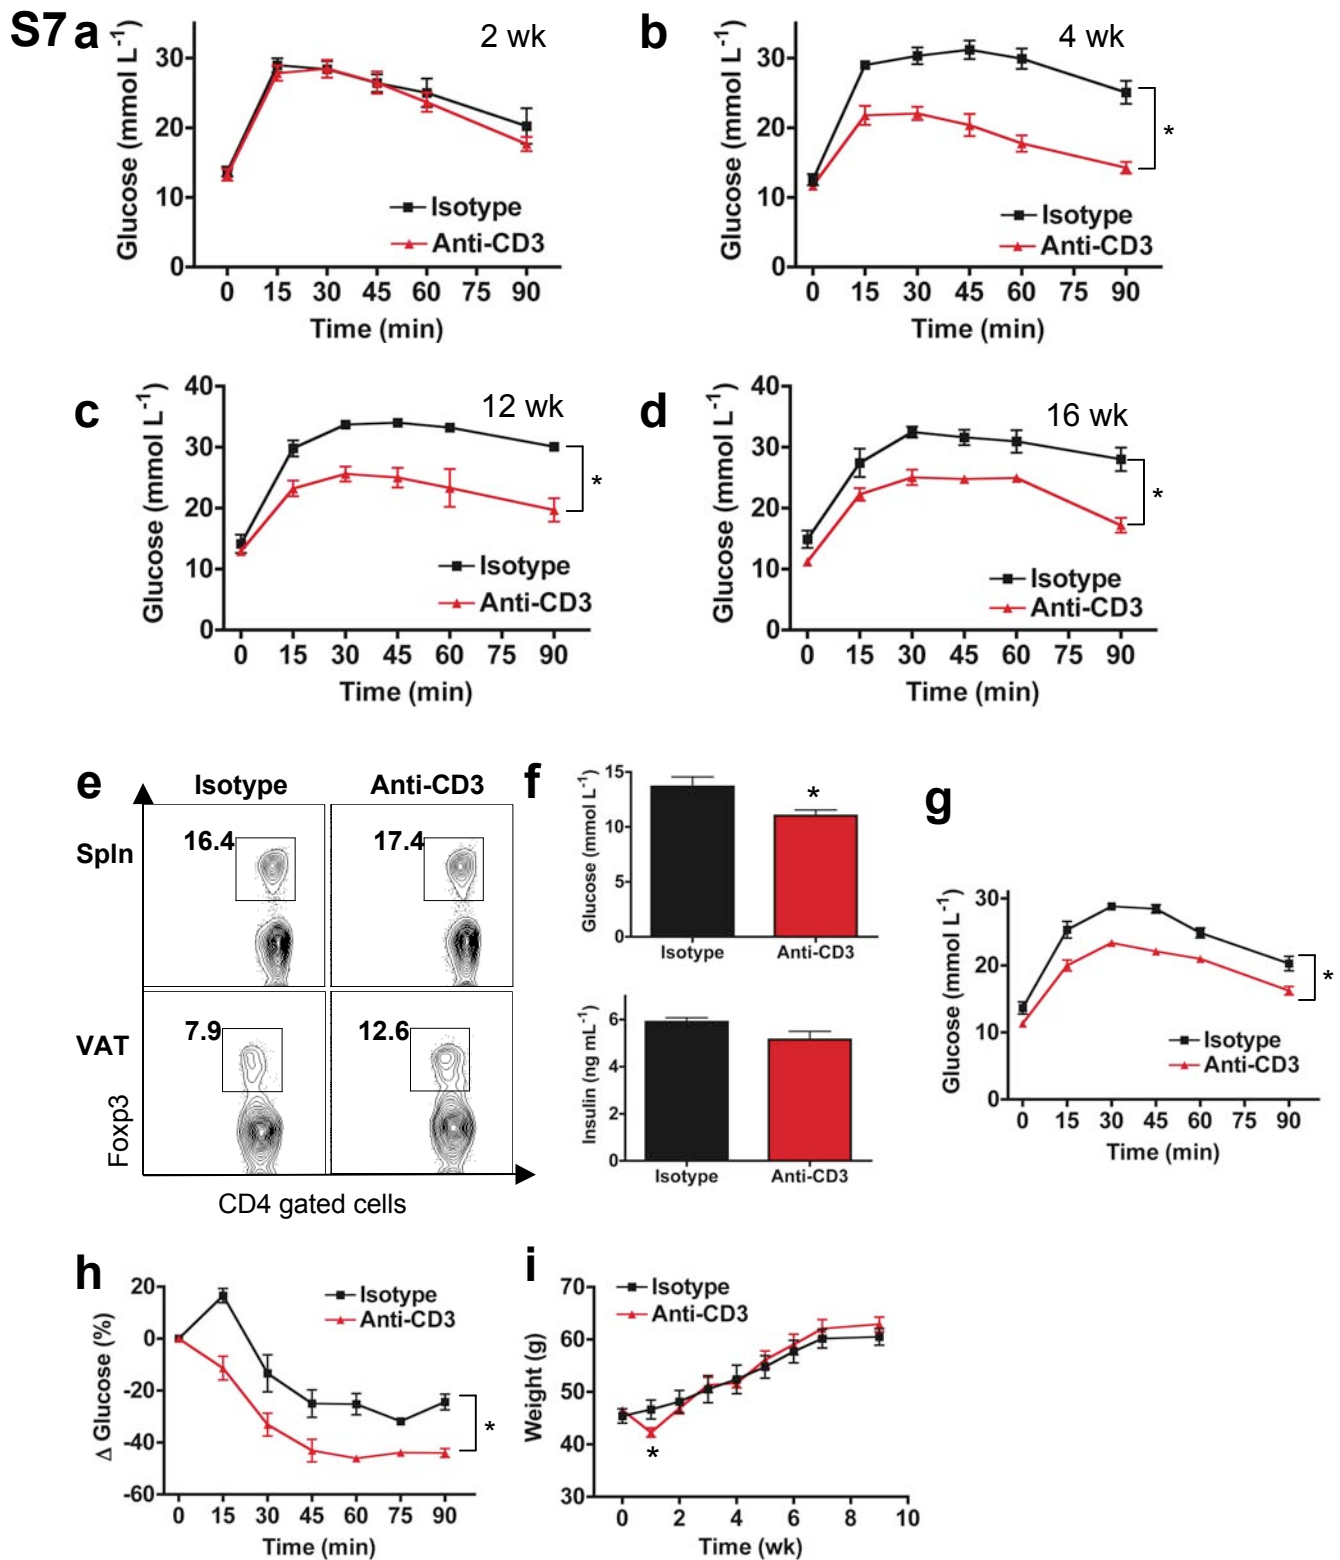 S7 a
2 wk
Glucose (mmol L-1)
30
20
10
0
Isotype
Anti-CD3
0 15 30 45 60 75 90
Time (min)
b
4 wk
Glucose (mmol L-1)
30
20
10
0
*
Isotype
Anti-CD3
0 15 30 45 60 75 90
Time (min)
c
12 wk
Glucose (mmol L-1)
40
30
20
10
0
*
Isotype
Anti-CD3
0 15 30 45 60 75 90
Time (min)
d
16 wk
Glucose (mmol L-1)
40
30
20
10
0
*
Isotype
Anti-CD3
0 15 30 45 60 75 90
Time (min)
e
Isotype Anti-CD3
Spln
16.4 17.4
VAT
7.9 12.6
Foxp3
CD4 gated cells
f
Glucose (mmol L-1)
15
10
5
0
*
Isotype Anti-CD3
Insulin (ng mL-1)
6
4
2
0
Isotype Anti-CD3
g
Glucose (mmol L-1)
30
20
10
0
*
Isotype
Anti-CD3
0 15 30 45 60 75 90
Time (min)
h
Δ Glucose (%)
20
0
-20
-40
-60
Isotype
Anti-CD3
*
0 15 30 45 60 75 90
Time (min)
i
Weight (g)
70
60
50
40
30
Isotype
Anti-CD3
*
0 2 4 6 8 10
Time (wk)